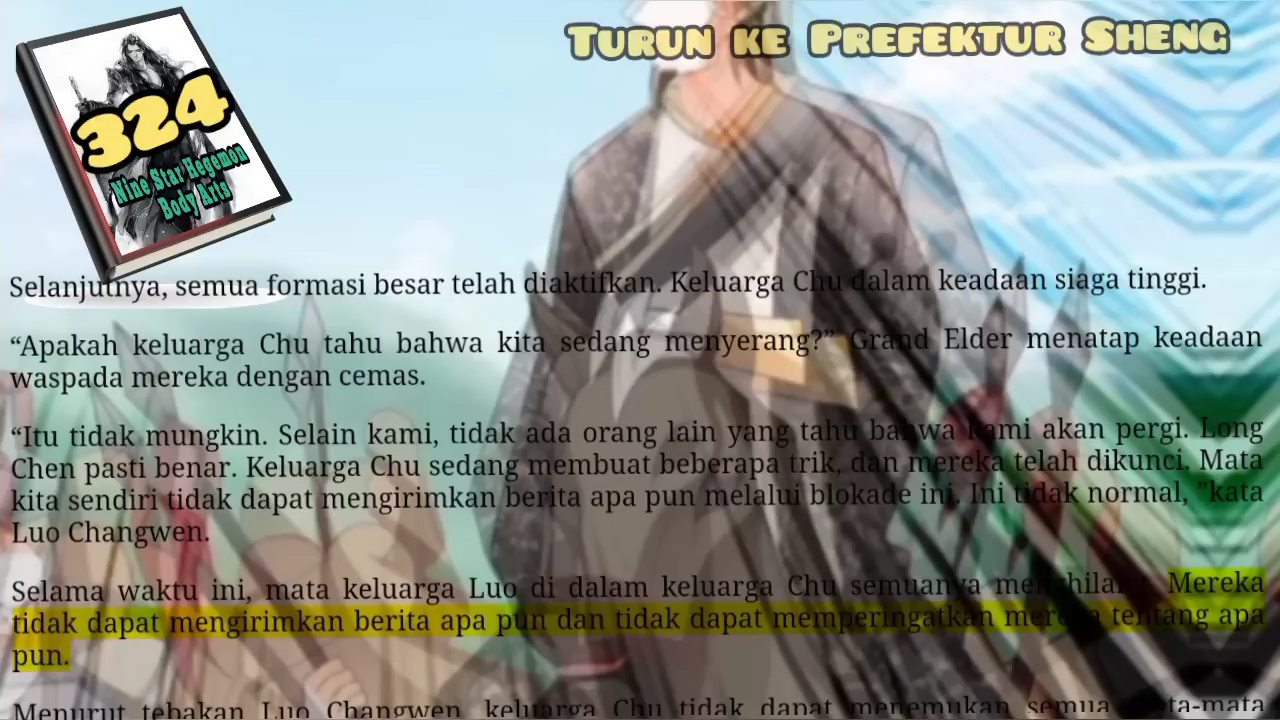 Turun ke Prefektur Sheng
324
Nine Star Hegemon
Body Arts
Selanjutnya, semua formasi besar telah diaktifkan. Keluarga Chu dalam keadaan siaga tinggi.
“Apakah keluarga Chu tahu bahwa kita sedang menyerang?” Grand Elder menatap keadaan
waspada mereka dengan cemas.
“Itu tidak mungkin. Selain kami, tidak ada orang lain yang tahu bahwa kami akan pergi. Long
Chen pasti benar. Keluarga Chu sedang membuat beberapa trik, dan mereka telah dikunci. Mata
kita sendiri tidak dapat mengirimkan berita apa pun melalui blokade ini. Ini tidak normal, ”kata
Luo Changwen.
Selama waktu ini, mata keluarga Luo di dalam keluarga Chu semuanya menghilang. Mereka
tidak dapat mengirimkan berita apa pun dan tidak dapat memperingatkan mereka tentang apa
pun.
Menurut tebakan Luo Changwen, keluarga Chu tidak dapat menemukan semua mata-mata